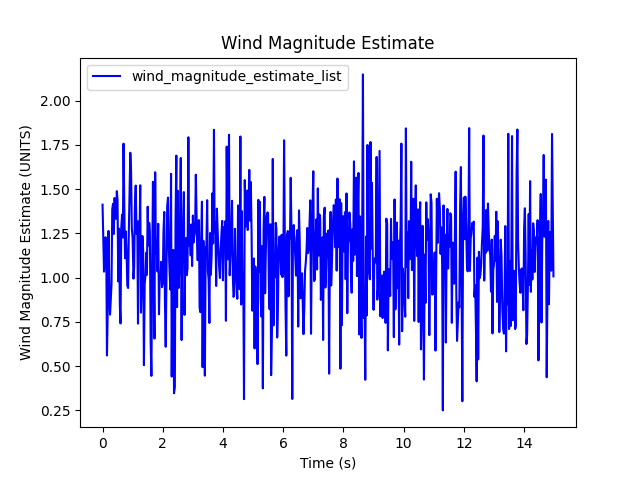 Wind Magnitude Estimate
wind_magnitude_estimate_list
Wind Magnitude Estimate (UNITS)
2.00
1.75
1.50
1.25
1.00
0.75
0.50
0.25
0 2 4 6 8 10 12 14
Time (s)